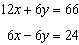 12x + 6y = 66
6x - 6y = 24